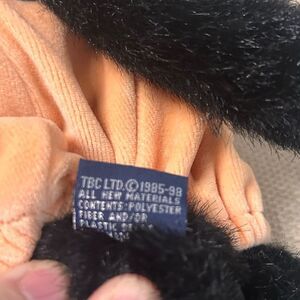 TBC LTD.©1985-98
ALL NEW MATERIALS
CONTENTS:POLYESTER
FIBER AND/OR
PLASTIC